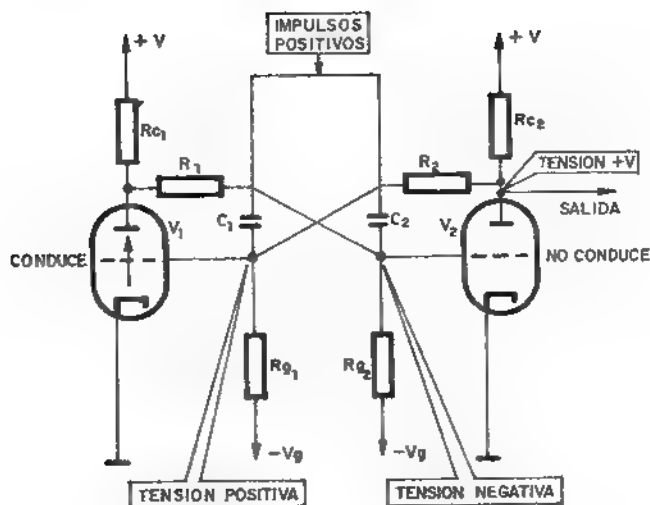 IMPULSOS
POSITIVOS
+V
+V
Rc1
Rc2
R1
R2
TENSION +V
SALIDA
V1
C1
C2
V2
CONDUCE
NO CONDUCE
Rg1
Rg2
-Vg
-Vg
TENSION POSITIVA
TENSION NEGATIVA